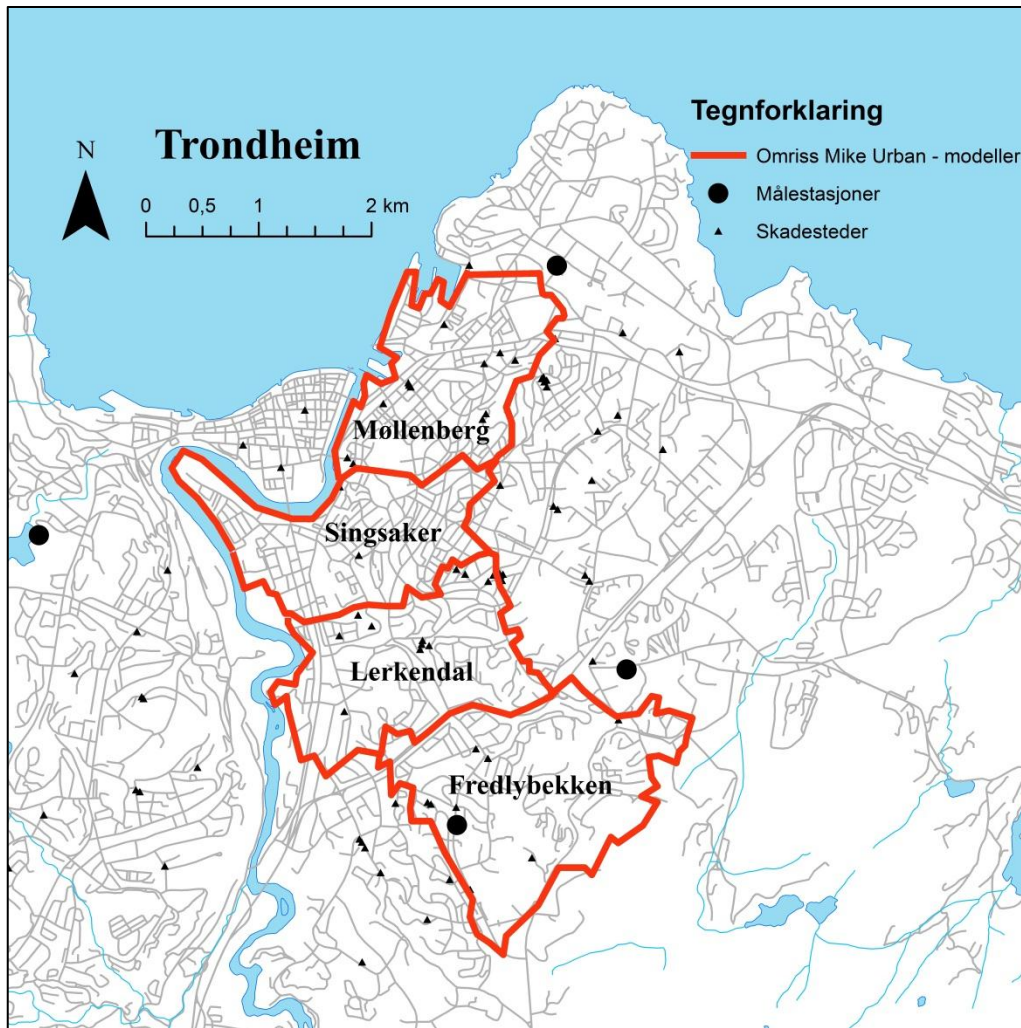 Trondheim
N
0 0,5 1 2 km
Tegnforklaring
Omriss Mike Urban - modeller
Målestasjoner
Skadesteder
Møllenberg
Singsaker
Lerkendal
Fredlybekken